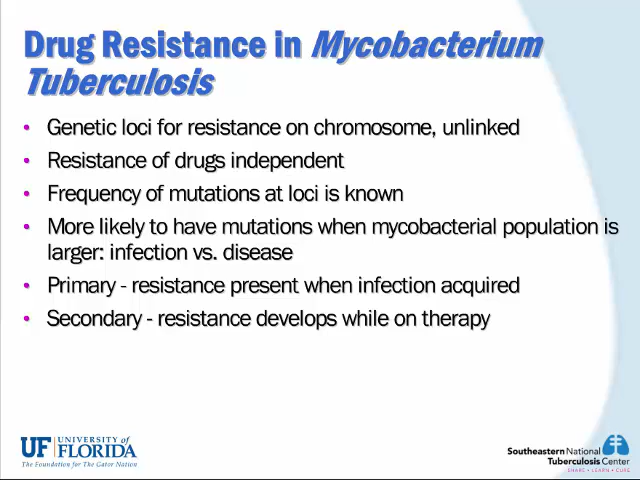 Drug Resistance in Mycobacterium
Tuberculosis
• Genetic loci for resistance on chromosome, unlinked
• Resistance of drugs independent
• Frequency of mutations at loci is known
• More likely to have mutations when mycobacterial population is
larger: infection vs. disease
• Primary - resistance present when infection acquired
• Secondary - resistance develops while on therapy
UF UNIVERSITY of
FLORIDA
The Foundation for The Gator Nation
Southeastern National
Tuberculosis Center
SHARE • LEARN • CURE